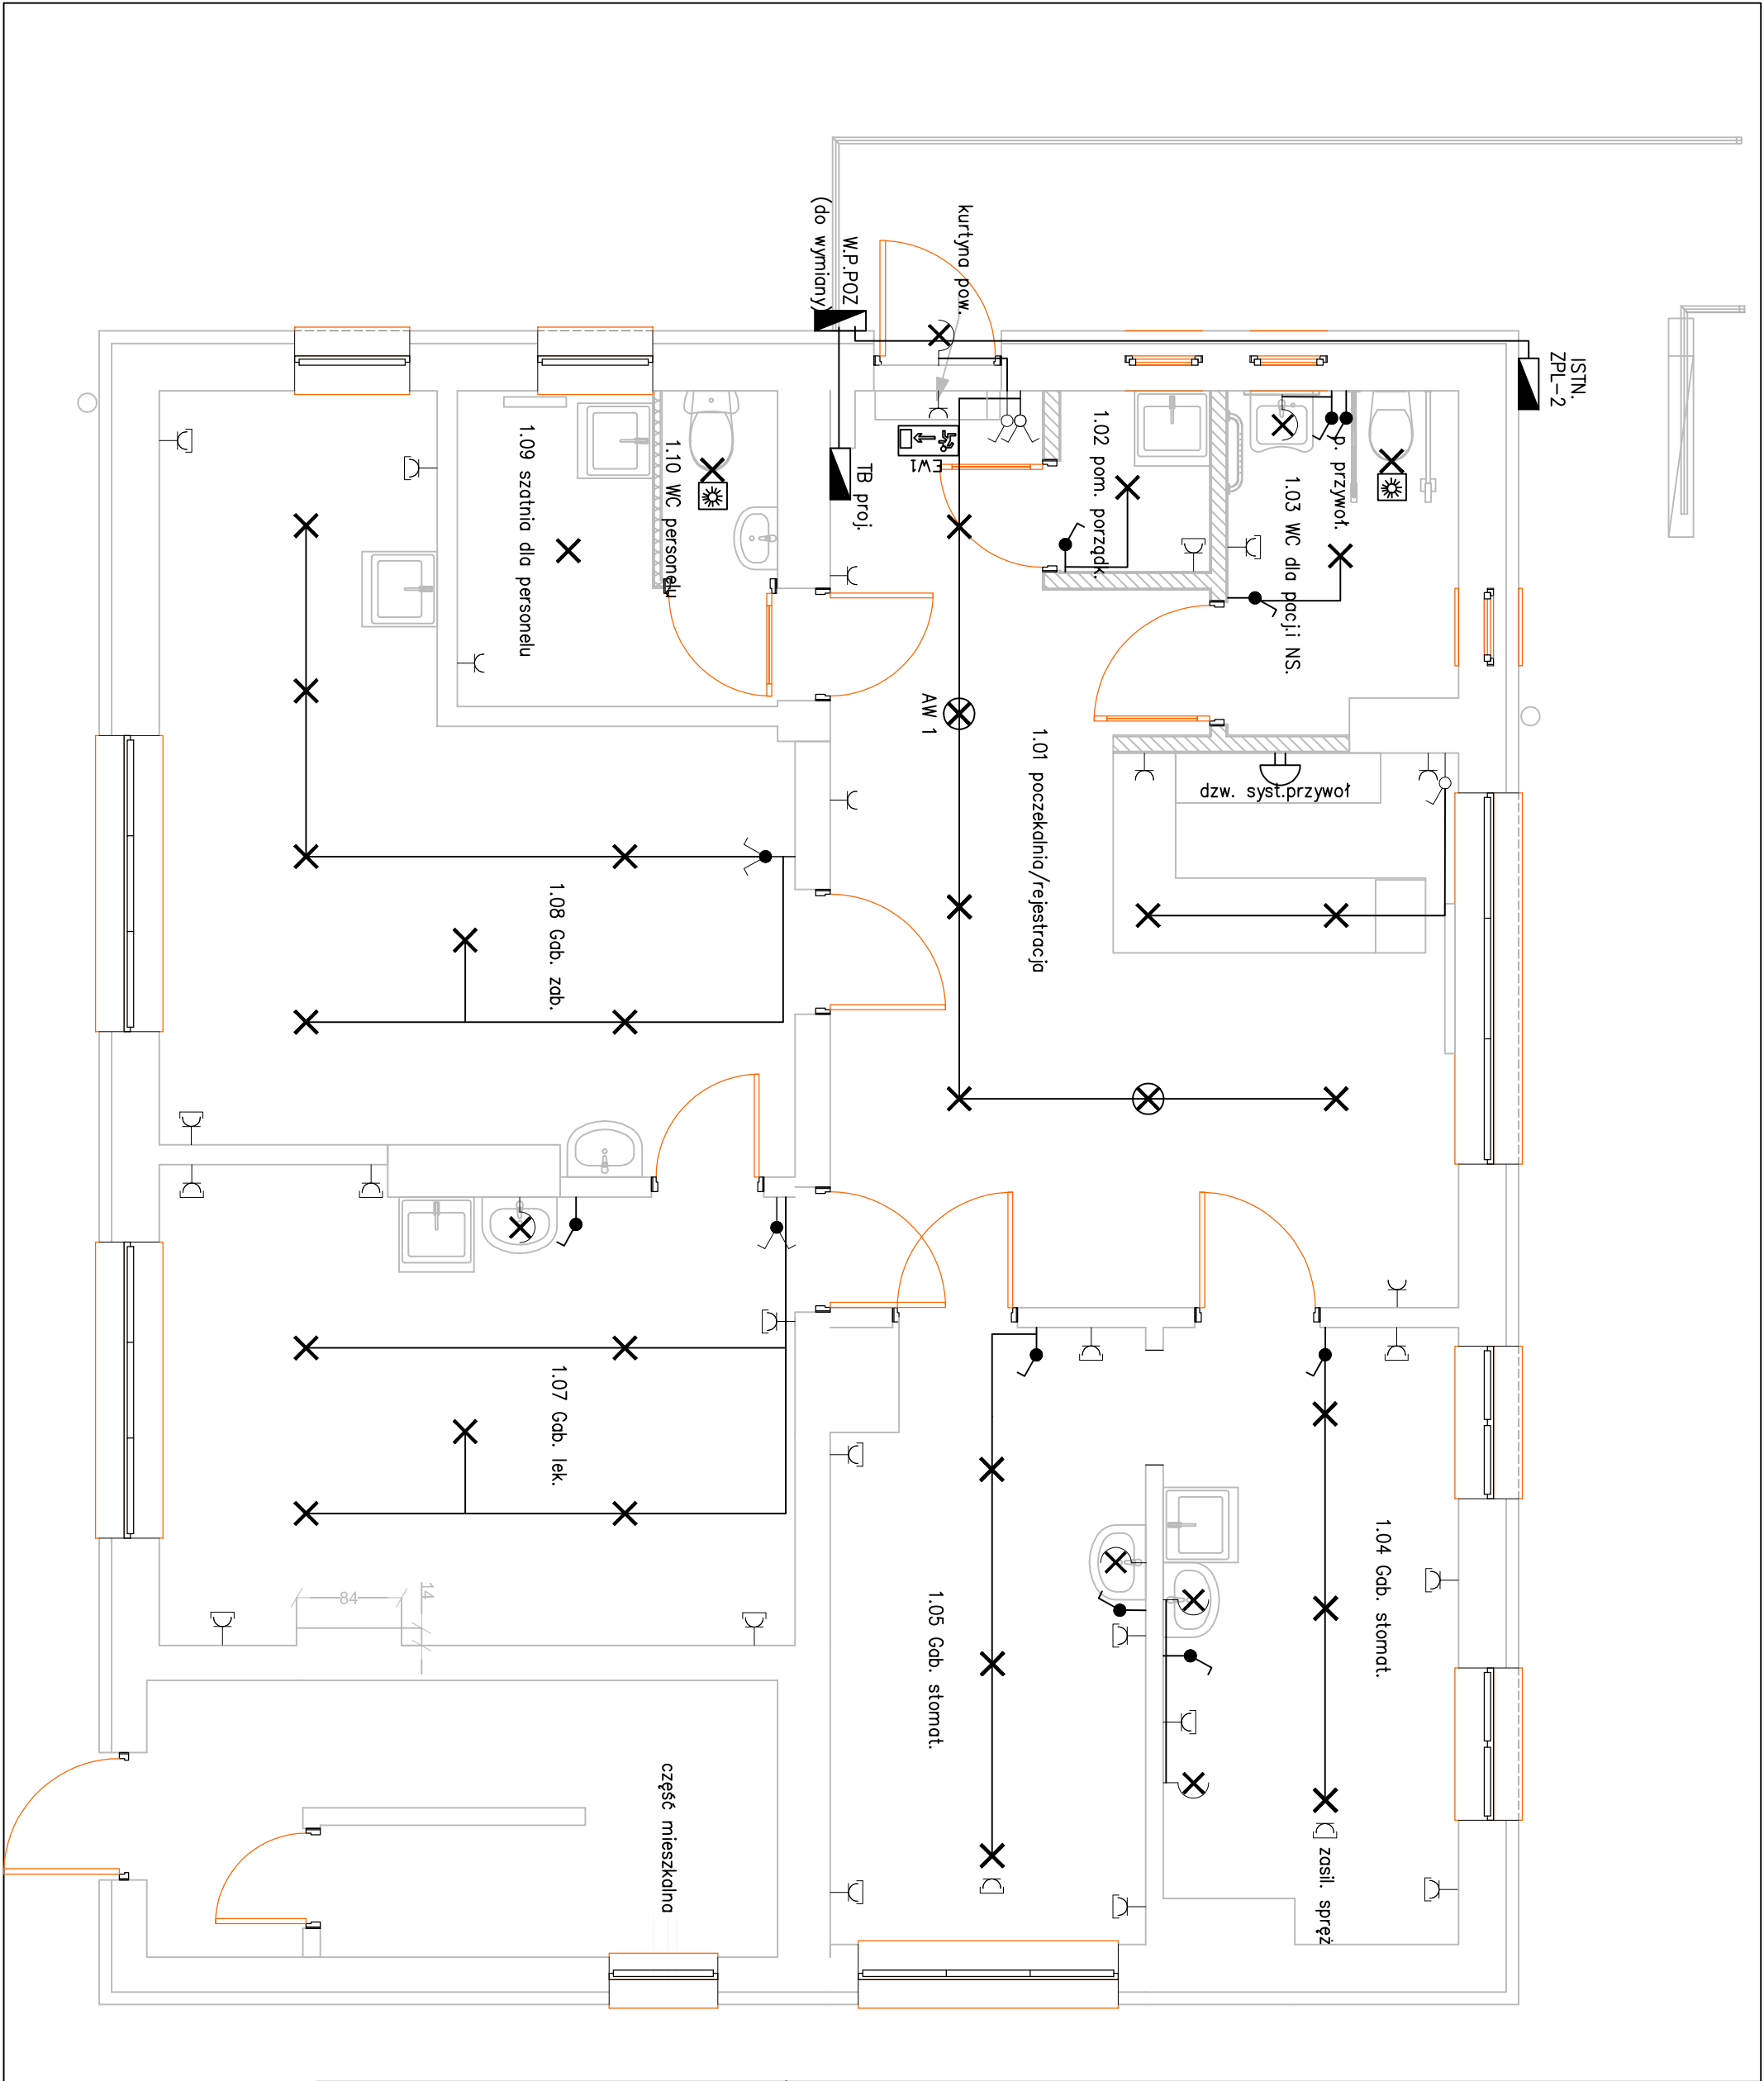 ISTN.
ZPL-2
W.P.POZ
(do wymiany)
kurtyna pow.
TB proj.
EW1
1.02 pom. porządk.
p. przywoł.
1.03 WC dla pacj.i NS.
1.09 szatnia dla personelu
1.10 WC personelu
AW 1
1.01 poczekalnia/rejestracja
dzw. syst.przywoł
1.08 Gab. zab.
1.07 Gab. lek.
1.04 Gab. stomat.
1.05 Gab. stomat.
84
14
zasil. spręż
część mieszkalna